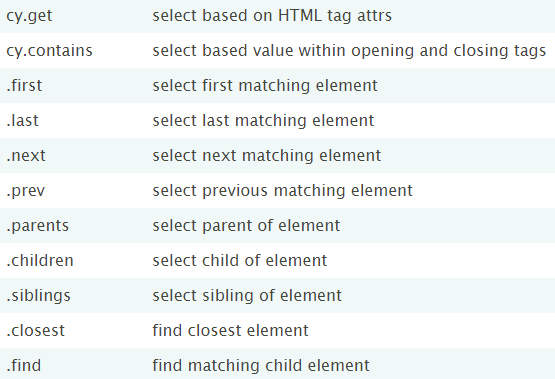 cy.get select based on HTML tag attrs
cy.contains select based value within opening and closing tags
.first select first matching element
.last select last matching element
.next select next matching element
.prev select previous matching element
.parents select parent of element
.children select child of element
.siblings select sibling of element
.closest find closest element
.find find matching child element